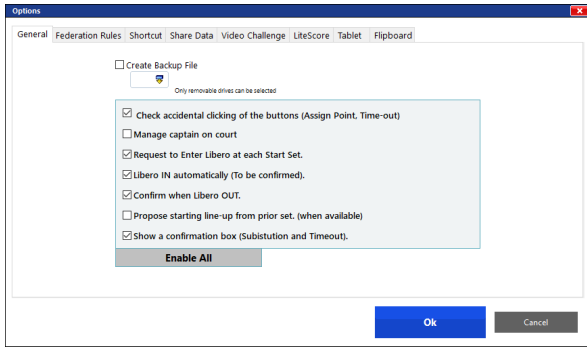 Options
General Federation Rules Shortcut Share Data Video Challenge LiteScore Tablet Flipboard
Create Backup File
Only removable drives can be selected
Check accidental clicking of the buttons (Assign Point, Time-out)
Manage captain on court
Request to Enter Libero at each Start Set.
Libero IN automatically (To be confirmed).
Confirm when Libero OUT.
Propose starting line-up from prior set. (when available)
Show a confirmation box (Subistution and Timeout).
Enable All
Ok Cancel